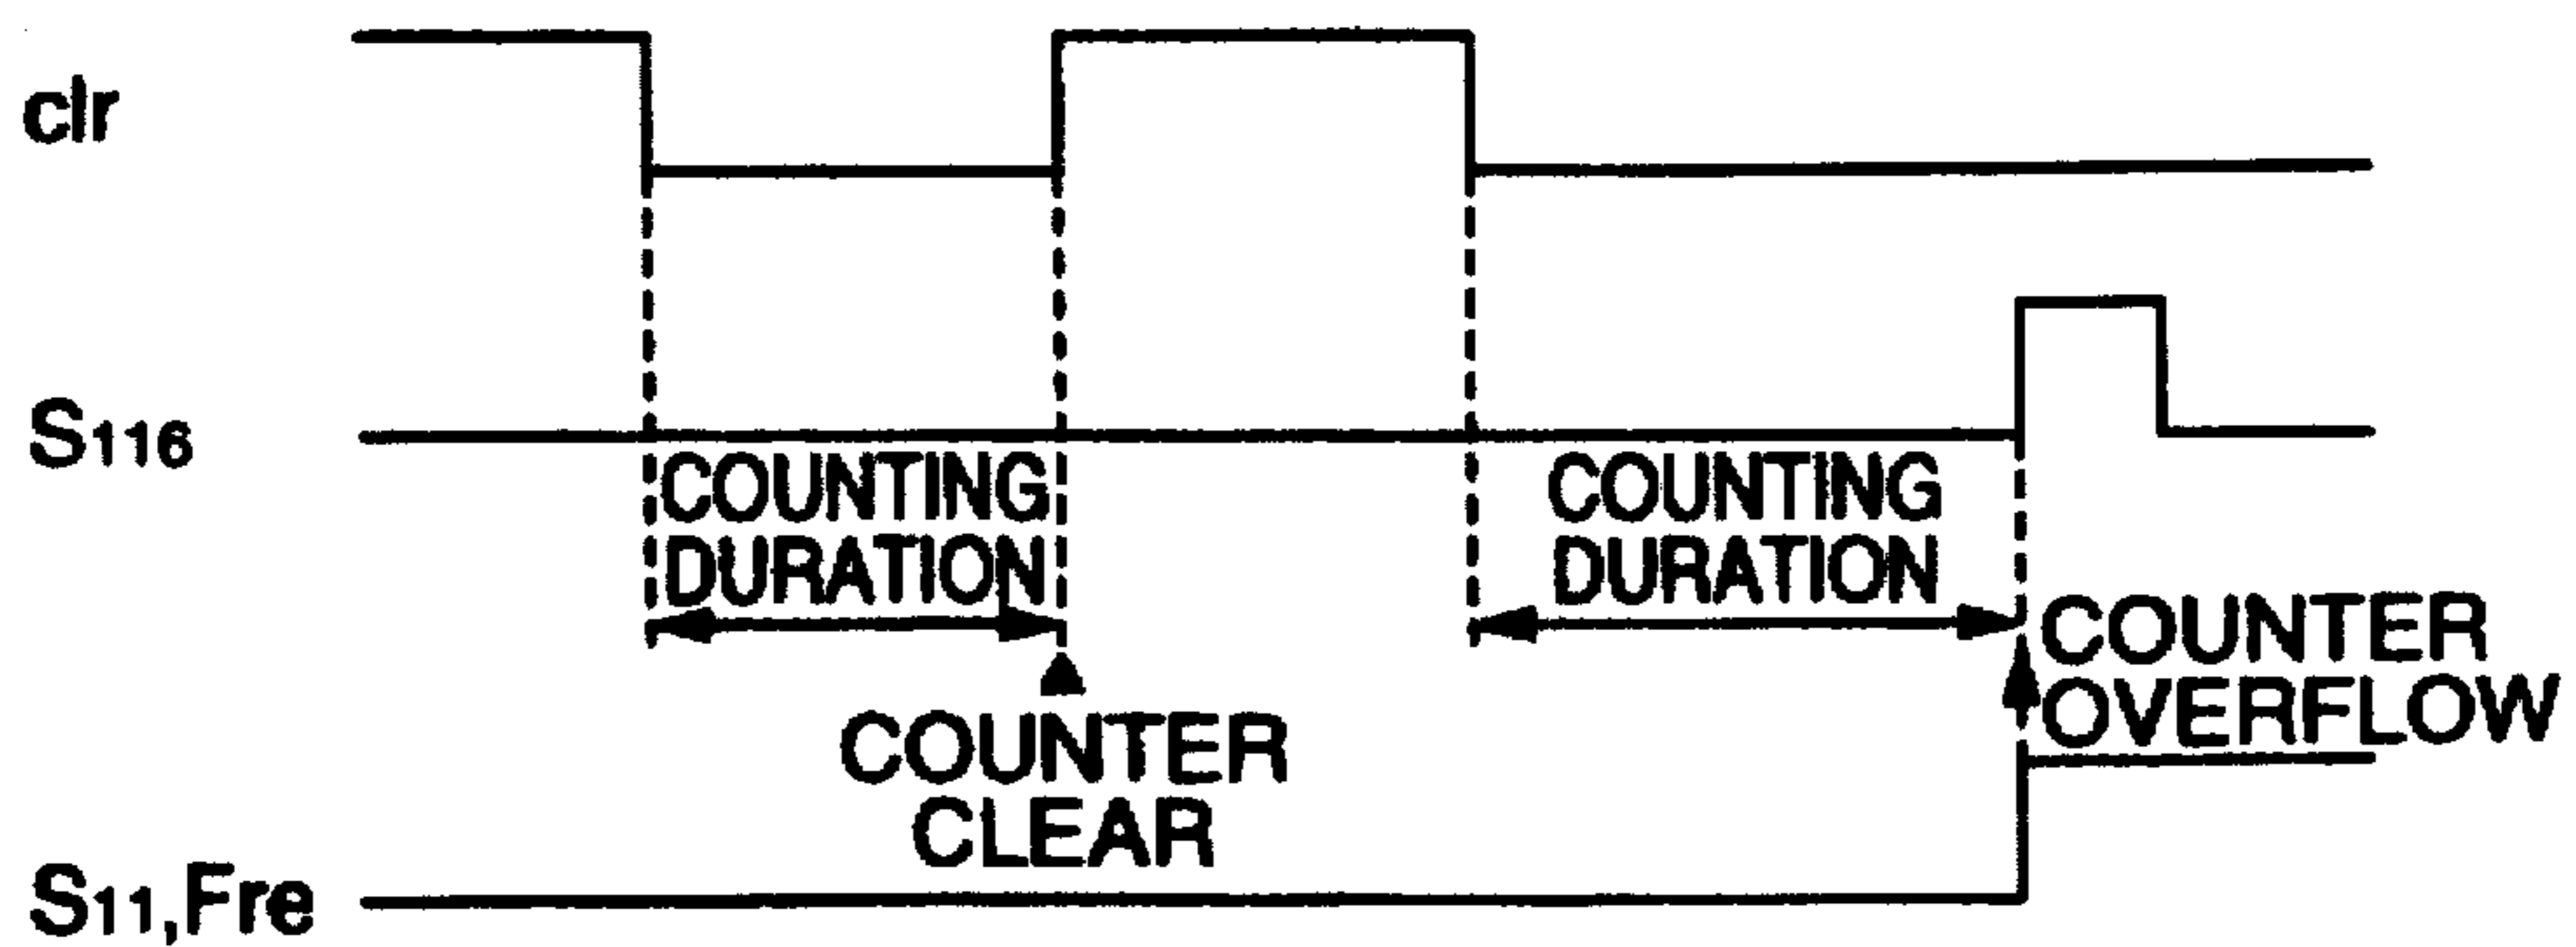 clr
S116
COUNTING
DURATION
COUNTING
DURATION
COUNTER
OVERFLOW
COUNTER
CLEAR
S11,Fre